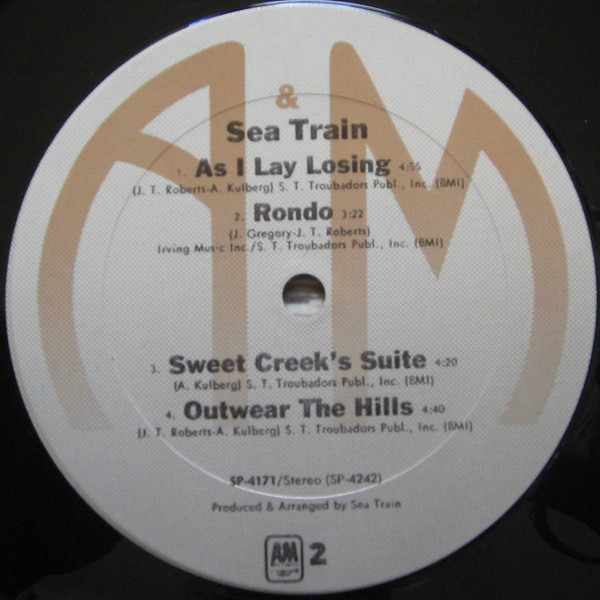 A & M
Sea Train
1. As I Lay Losing 4:55
(J. T. Roberts-A. Kulberg) S. T. Troubadors Publ., Inc. (BMI)
2. Rondo 3:22
(J. Gregory-J. T. Roberts)
Irving Music Inc./S. T. Troubadors Publ., Inc. (BMI)
3. Sweet Creek's Suite 4:20
(A. Kulberg) S. T. Troubadors Publ., Inc. (BMI)
4. Outwear The Hills 4:40
(J. T. Roberts-A. Kulberg) S. T. Troubadors Publ., Inc. (BMI)
SP-4171/Stereo (SP-4242)
Produced & Arranged by Sea Train
AM 2